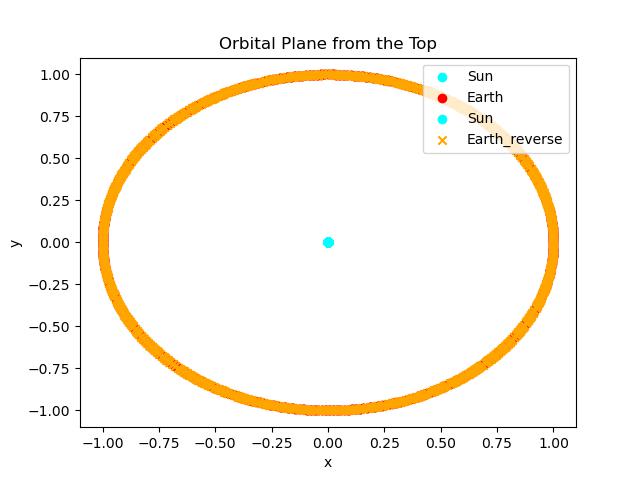 Orbital Plane from the Top
Sun
Earth
Sun
Earth_reverse
1.00
0.75
0.50
0.25
0.00
−0.25
−0.50
−0.75
−1.00
y
−1.00 −0.75 −0.50 −0.25 0.00 0.25 0.50 0.75 1.00
x